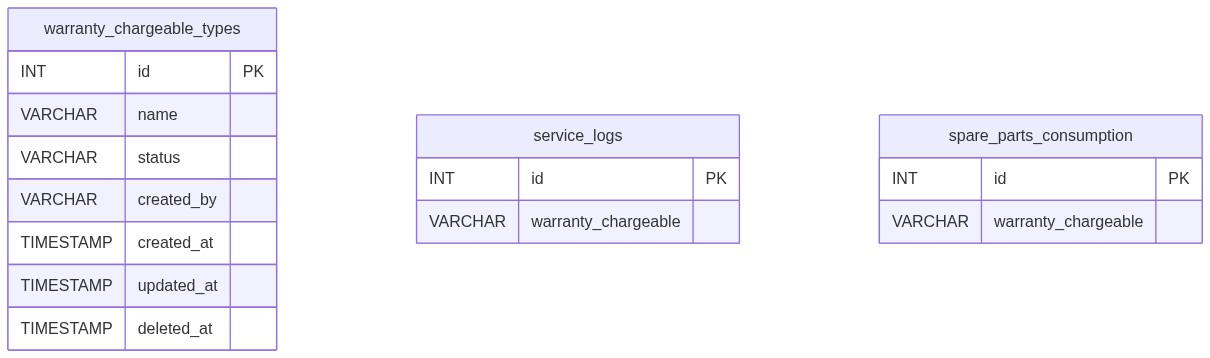 warranty_chargeable_types
INT id PK
VARCHAR name
VARCHAR status
VARCHAR created_by
TIMESTAMP created_at
TIMESTAMP updated_at
TIMESTAMP deleted_at
service_logs
INT id PK
VARCHAR warranty_chargeable
spare_parts_consumption
INT id PK
VARCHAR warranty_chargeable